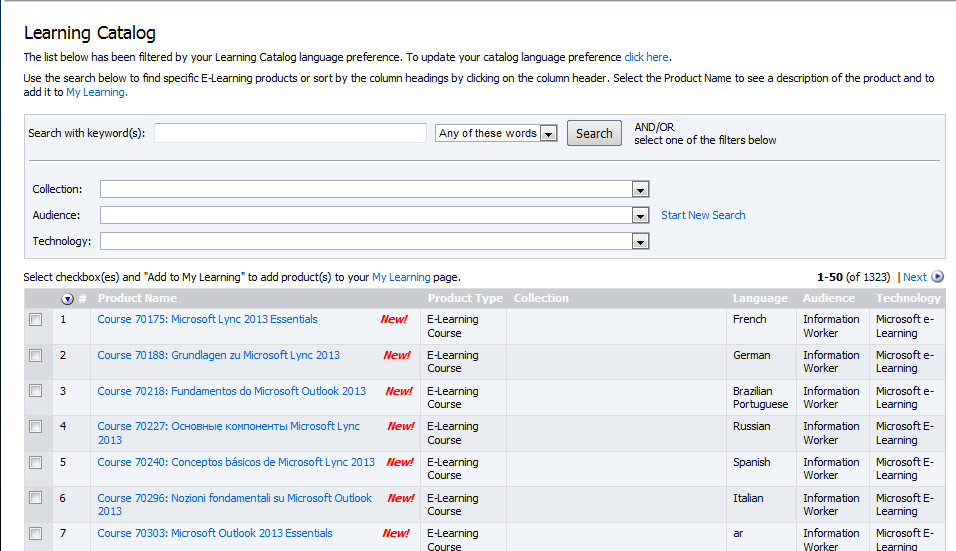 Learning Catalog
The list below has been filtered by your Learning Catalog language preference. To update your catalog language preference click here.
Use the search below to find specific E-Learning products or sort by the column headings by clicking on the column header. Select the Product Name to see a description of the product and to
add it to My Learning.
Search with keyword(s): Any of these words Search AND/OR
select one of the filters below
Collection:
Audience: Start New Search
Technology:
Select checkbox(es) and "Add to My Learning" to add product(s) to your My Learning page. 1-50 (of 1323) | Next
# Product Name Product Type Collection Language Audience Technology
1 Course 70175: Microsoft Lync 2013 Essentials New! E-Learning French Information Microsoft e-
Course Worker Learning
2 Course 70188: Grundlagen zu Microsoft Lync 2013 New! E-Learning German Information Microsoft e-
Course Worker Learning
3 Course 70218: Fundamentos do Microsoft Outlook 2013 New! E-Learning Brazilian Information Microsoft e-
Course Portuguese Worker Learning
4 Course 70227: Основные компоненты Microsoft Lync New! E-Learning Russian Information Microsoft E-
2013 Course Worker Learning
5 Course 70240: Conceptos básicos de Microsoft Lync 2013 New! E-Learning Spanish Information Microsoft E-
Course Worker Learning
6 Course 70296: Nozioni fondamentali su Microsoft Outlook New! E-Learning Italian Information Microsoft E-
2013 Course Worker Learning
7 Course 70303: Microsoft Outlook 2013 Essentials New! E-Learning ar Information Microsoft E-
Course Worker Learning